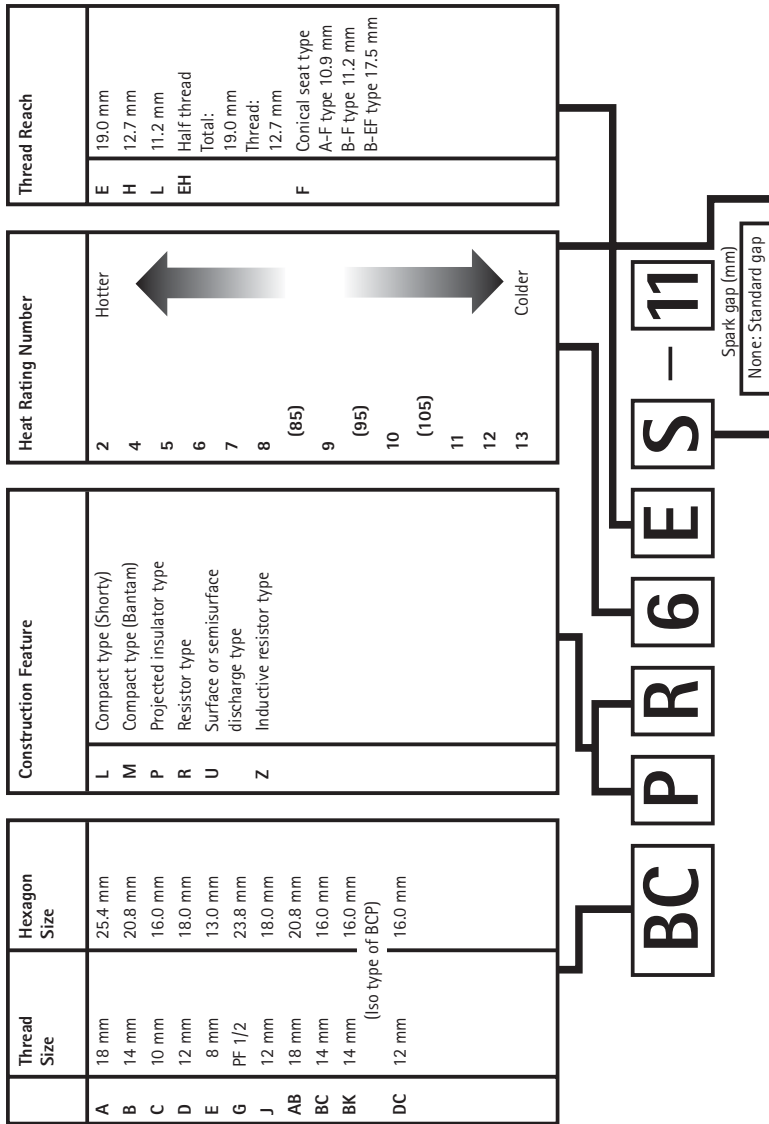 Thread Size Hexagon Size
A 18 mm 25.4 mm
B 14 mm 20.8 mm
C 10 mm 16.0 mm
D 12 mm 18.0 mm
E 8 mm 13.0 mm
G PF 1/2 23.8 mm
J 12 mm 18.0 mm
AB 18 mm 20.8 mm
BC 14 mm 16.0 mm
BK 14 mm 16.0 mm
(Iso type of BCP)
DC 12 mm 16.0 mm
Construction Feature
L Compact type (Shorty)
M Compact type (Bantam)
P Projected insulator type
R Resistor type
U Surface or semisurface
discharge type
Z Inductive resistor type
Heat Rating Number
2 Hotter
4
5
6
7
8
(85)
9
(95)
10
(105)
11
12
13 Colder
Thread Reach
E 19.0 mm
H 12.7 mm
L 11.2 mm
EH Half thread
Total:
19.0 mm
Thread:
12.7 mm
F Conical seat type
A-F type 10.9 mm
B-F type 11.2 mm
B-EF type 17.5 mm
BC P R 6 E S – 11
Spark gap (mm)
None: Standard gap